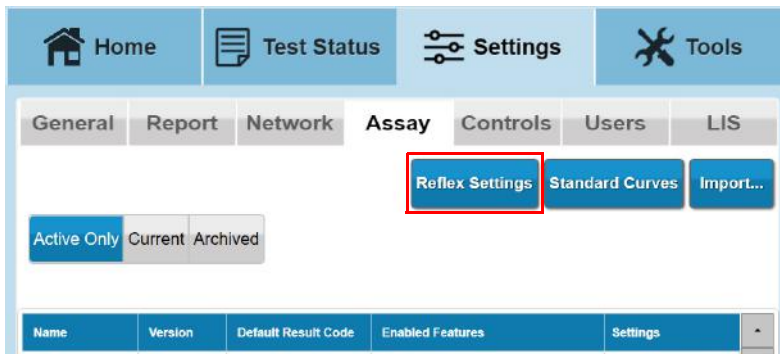 Home Test Status Settings Tools
General Report Network Assay Controls Users LIS
Reflex Settings Standard Curves Import...
Active Only Current Archived
Name Version Default Result Code Enabled Features Settings